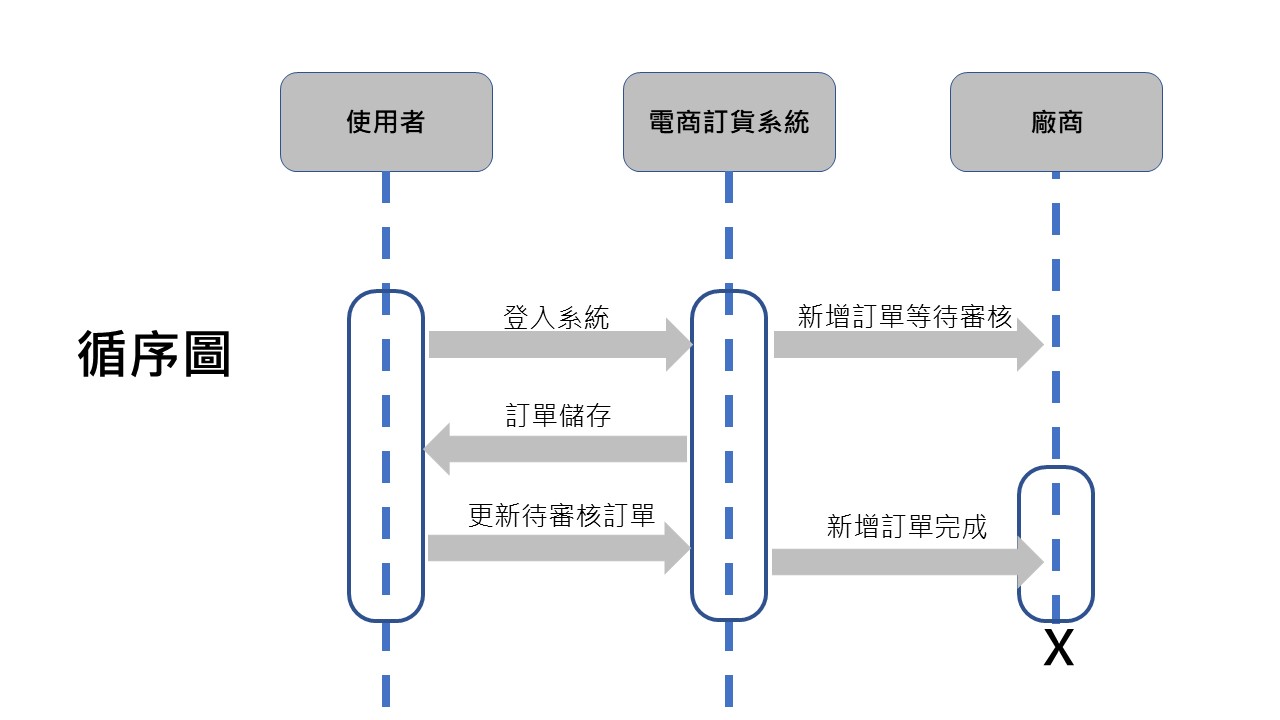 使用者
電商訂貨系統
廠商
循序圖
登入系統
新增訂單等待審核
訂單儲存
更新待審核訂單
新增訂單完成
X